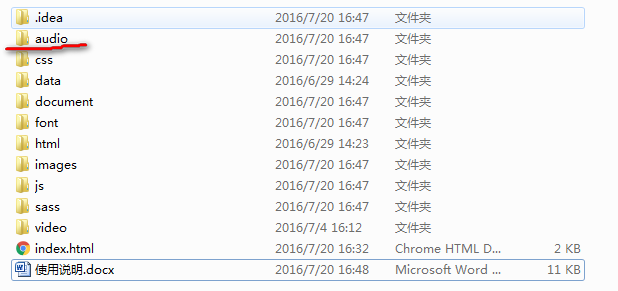 .idea 2016/7/20 16:47 文件夹
audio 2016/7/20 16:47 文件夹
css 2016/7/20 16:47 文件夹
data 2016/6/29 14:24 文件夹
document 2016/7/20 16:47 文件夹
font 2016/7/20 16:47 文件夹
html 2016/6/29 14:23 文件夹
images 2016/7/20 16:47 文件夹
js 2016/7/20 16:47 文件夹
sass 2016/7/20 16:47 文件夹
video 2016/7/4 16:12 文件夹
index.html 2016/7/20 16:32 Chrome HTML D... 2 KB
使用说明.docx 2016/7/20 16:48 Microsoft Word ... 11 KB